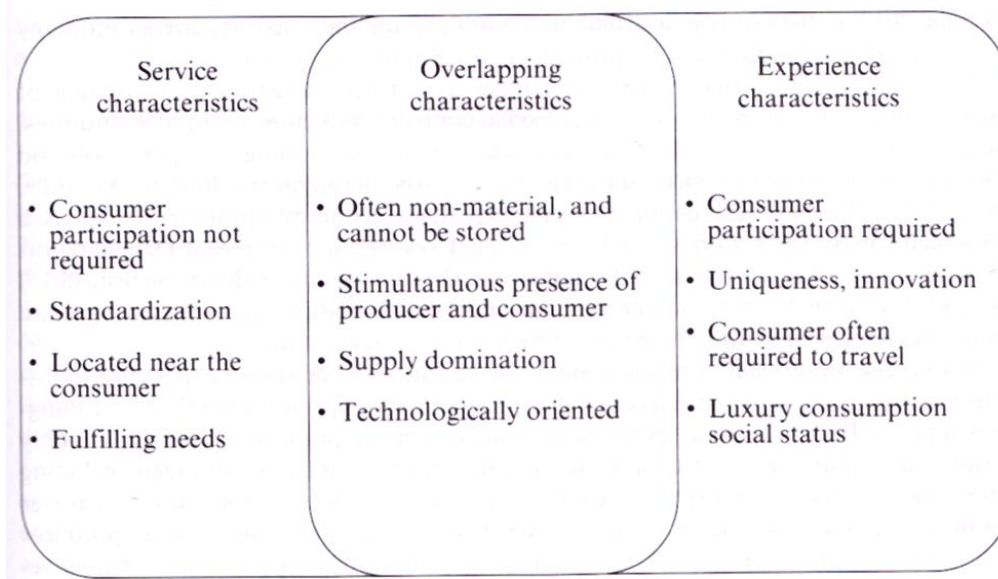 Service
characteristics
• Consumer
participation not
required
• Standardization
• Located near the
consumer
• Fulfilling needs
Overlapping
characteristics
• Often non-material, and
cannot be stored
• Stimultanuous presence of
producer and consumer
• Supply domination
• Technologically oriented
Experience
characteristics
• Consumer
participation required
• Uniqueness, innovation
• Consumer often
required to travel
• Luxury consumption
social status